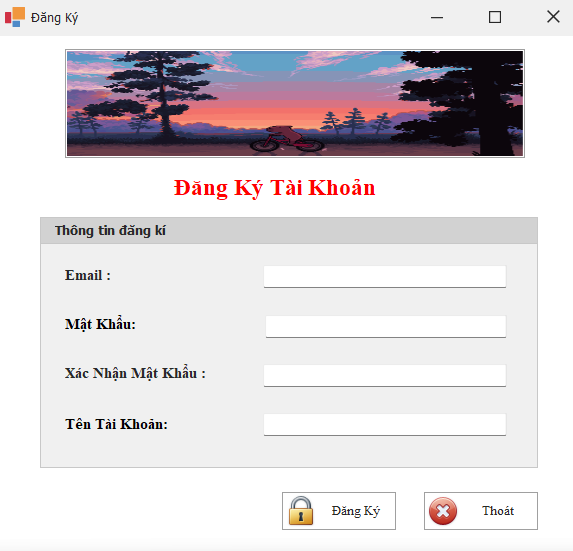 Đăng Ký
Đăng Ký Tài Khoản
Thông tin đăng kí
Email :
Mật Khẩu:
Xác Nhận Mật Khẩu :
Tên Tài Khoản:
Đăng Ký
Thoát